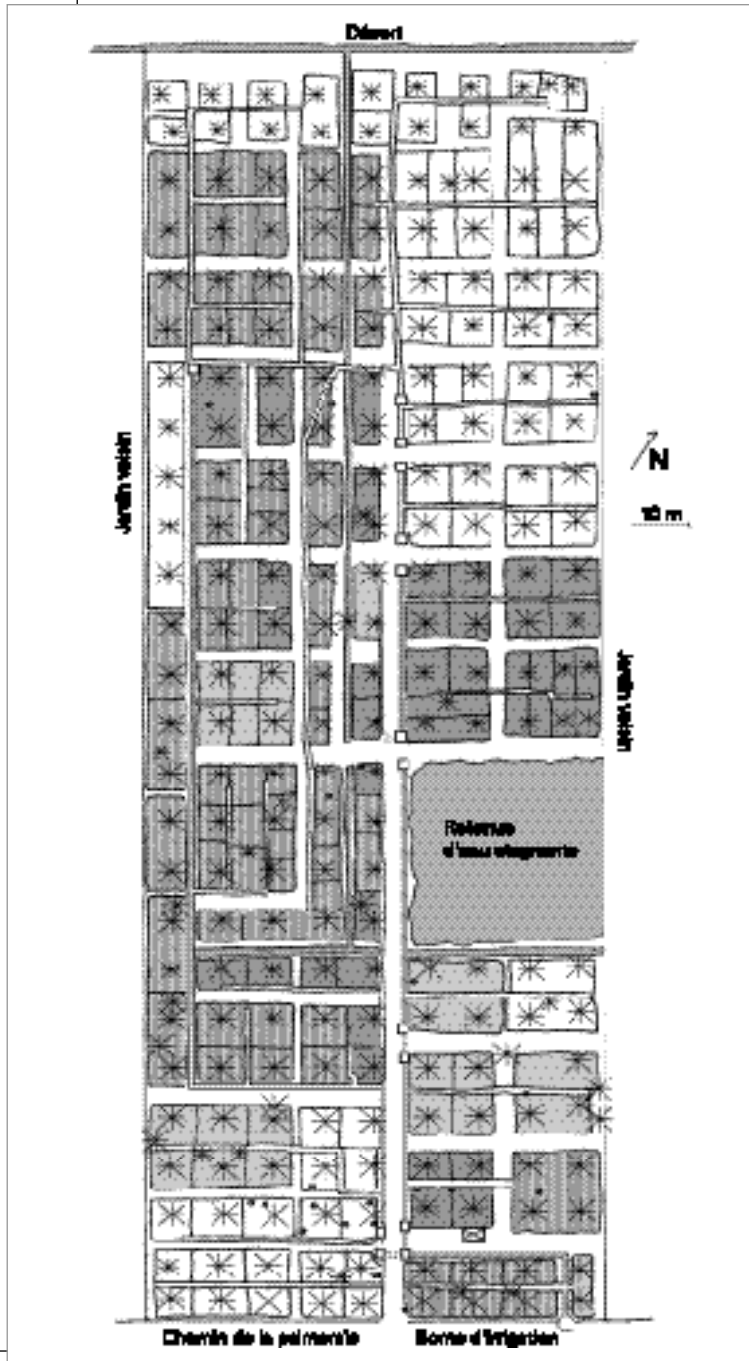 Désert
Jardin voisin
N
10 m
Jardin voisin
Retenue
d'eau stagnante
Chemin de la palmeraie
Borne d'irrigation